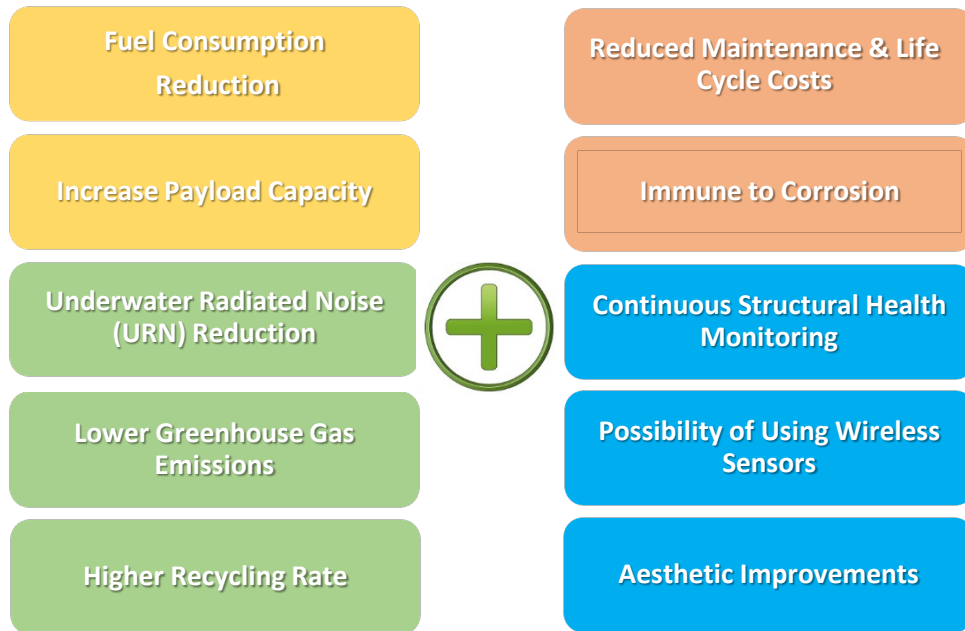 Fuel Consumption
Reduction
Increase Payload Capacity
Underwater Radiated Noise
(URN) Reduction
Lower Greenhouse Gas
Emissions
Higher Recycling Rate
Reduced Maintenance & Life
Cycle Costs
Immune to Corrosion
Continuous Structural Health
Monitoring
Possibility of Using Wireless
Sensors
Aesthetic Improvements